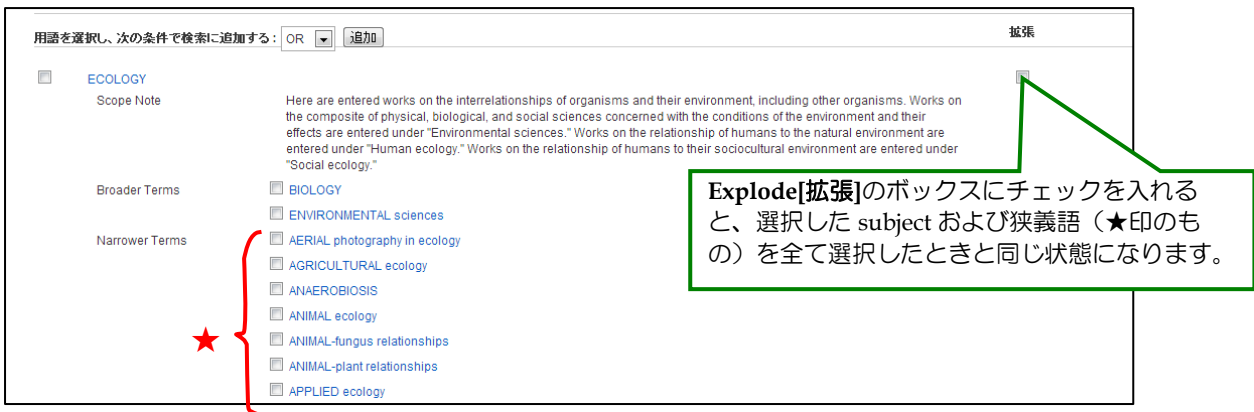 用語を選択し、次の条件で検索に追加する: OR 追加 拡張
ECOLOGY
Scope Note Here are entered works on the interrelationships of organisms and their environment, including other organisms. Works on
the composite of physical, biological, and social sciences concerned with the conditions of the environment and their
effects are entered under "Environmental sciences." Works on the relationship of humans to the natural environment are
entered under "Human ecology." Works on the relationship of humans to their sociocultural environment are entered under
"Social ecology."
Broader Terms BIOLOGY
ENVIRONMENTAL sciences
Narrower Terms AERIAL photography in ecology
AGRICULTURAL ecology
ANAEROBIOSIS
ANIMAL ecology
★ ANIMAL-fungus relationships
ANIMAL-plant relationships
APPLIED ecology
Explode[拡張]のボックスにチェックを入れる
と、選択した subject および狭義語（★印のも
の）を全て選択したときと同じ状態になります。